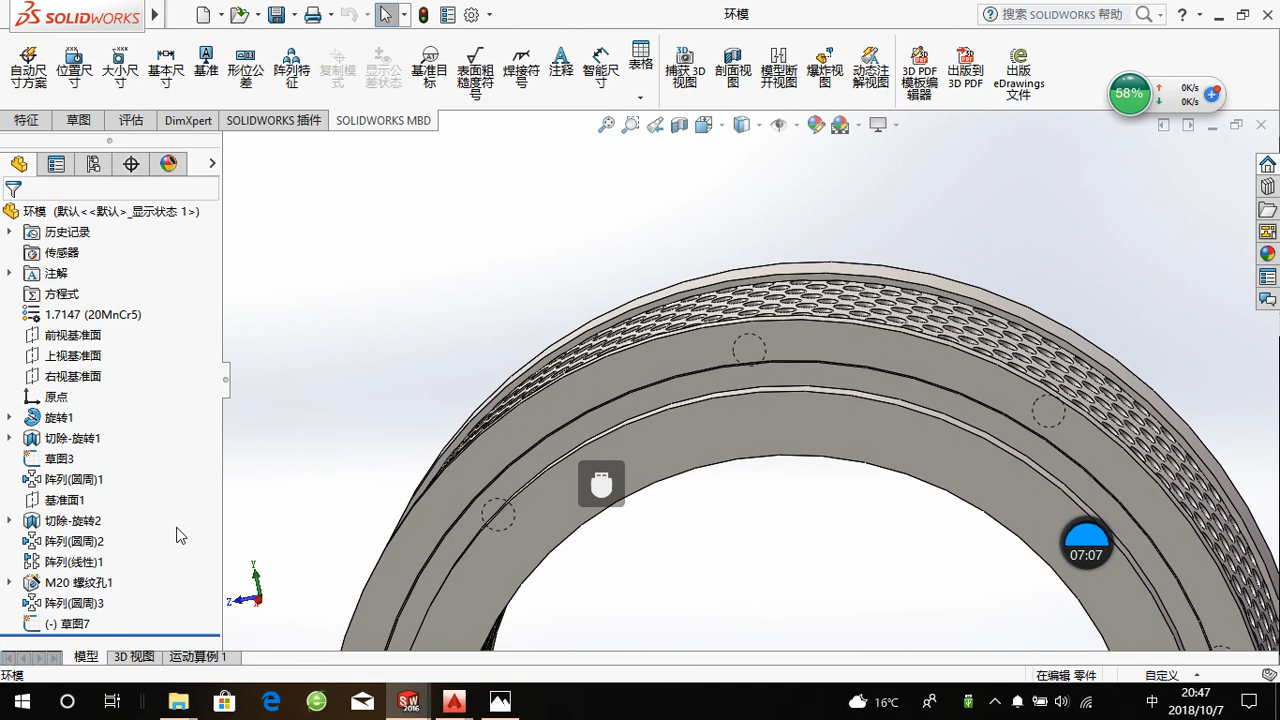 SOLIDWORKS
环模
搜索 SOLIDWORKS 帮助
?
自动尺寸方案
位置尺寸
大小尺寸
基本尺寸
基准
形位公差
阵列特征
复制模式
显示公差状态
基准目标
表面粗糙度符号
焊接符号
注释
智能尺寸
表格
捕获 3D 视图
剖面视图
模型断开视图
爆炸视图
动态注解视图
3D PDF 模板编辑器
出版到 3D PDF
出版 eDrawings 文件
58%
0K/s
0K/s
特征
草图
评估
DimXpert
SOLIDWORKS 插件
SOLIDWORKS MBD
环模 (默认<<默认>_显示状态 1>)
历史记录
传感器
注解
方程式
1.7147 (20MnCr5)
前视基准面
上视基准面
右视基准面
原点
旋转1
切除-旋转1
草图3
阵列(圆周)1
基准面1
切除-旋转2
阵列(圆周)2
阵列(线性)1
M20 螺纹孔1
阵列(圆周)3
(-) 草图7
07:07
Y
Z
模型
3D 视图
运动算例 1
环模
在编辑 零件
自定义
SW
2016
16°C
中
20:47
2018/10/7